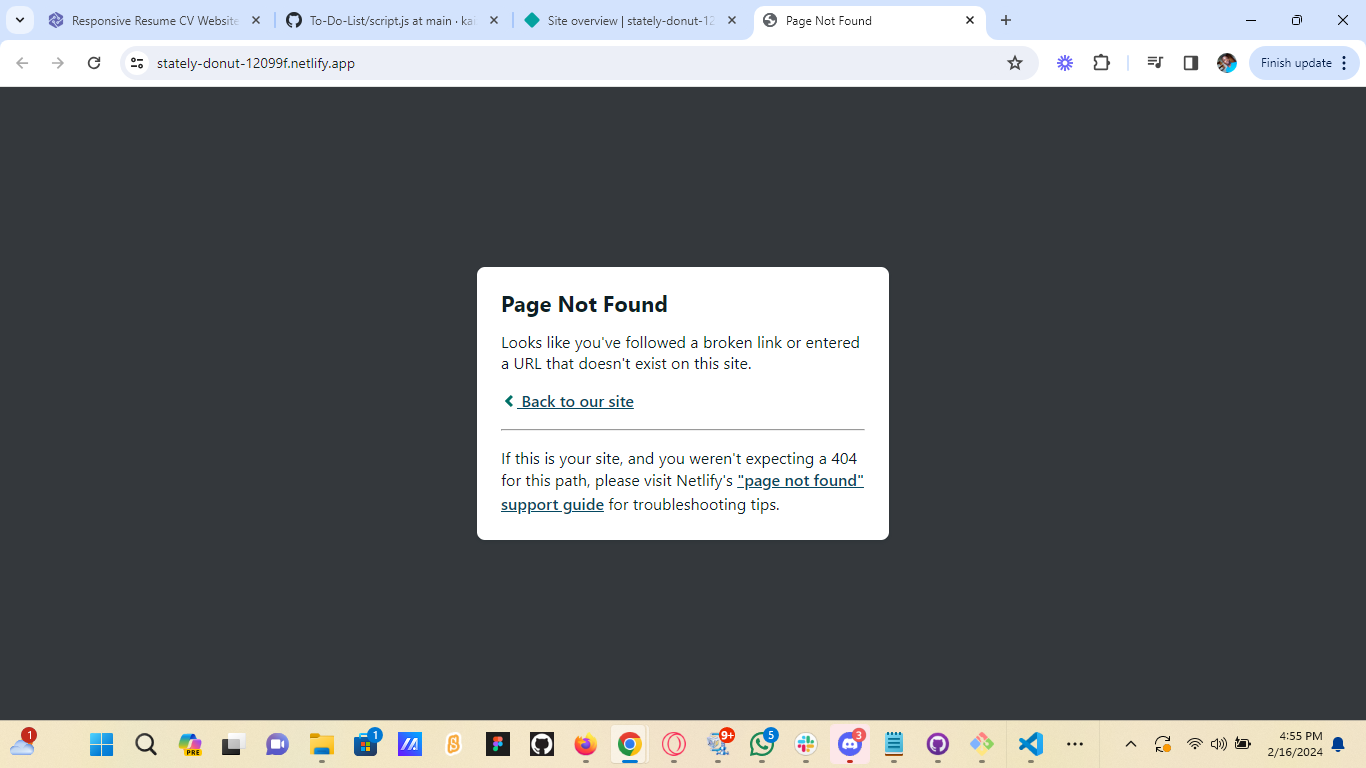 Responsive Resume CV Website
To-Do-List/script.js at main · kai
Site overview | stately-donut-12
Page Not Found
stately-donut-12099f.netlify.app
Finish update
Page Not Found
Looks like you've followed a broken link or entered
a URL that doesn't exist on this site.
Back to our site
If this is your site, and you weren't expecting a 404
for this path, please visit Netlify's "page not found"
support guide for troubleshooting tips.
1
PRE
1
9+
5
3
4:55 PM
2/16/2024